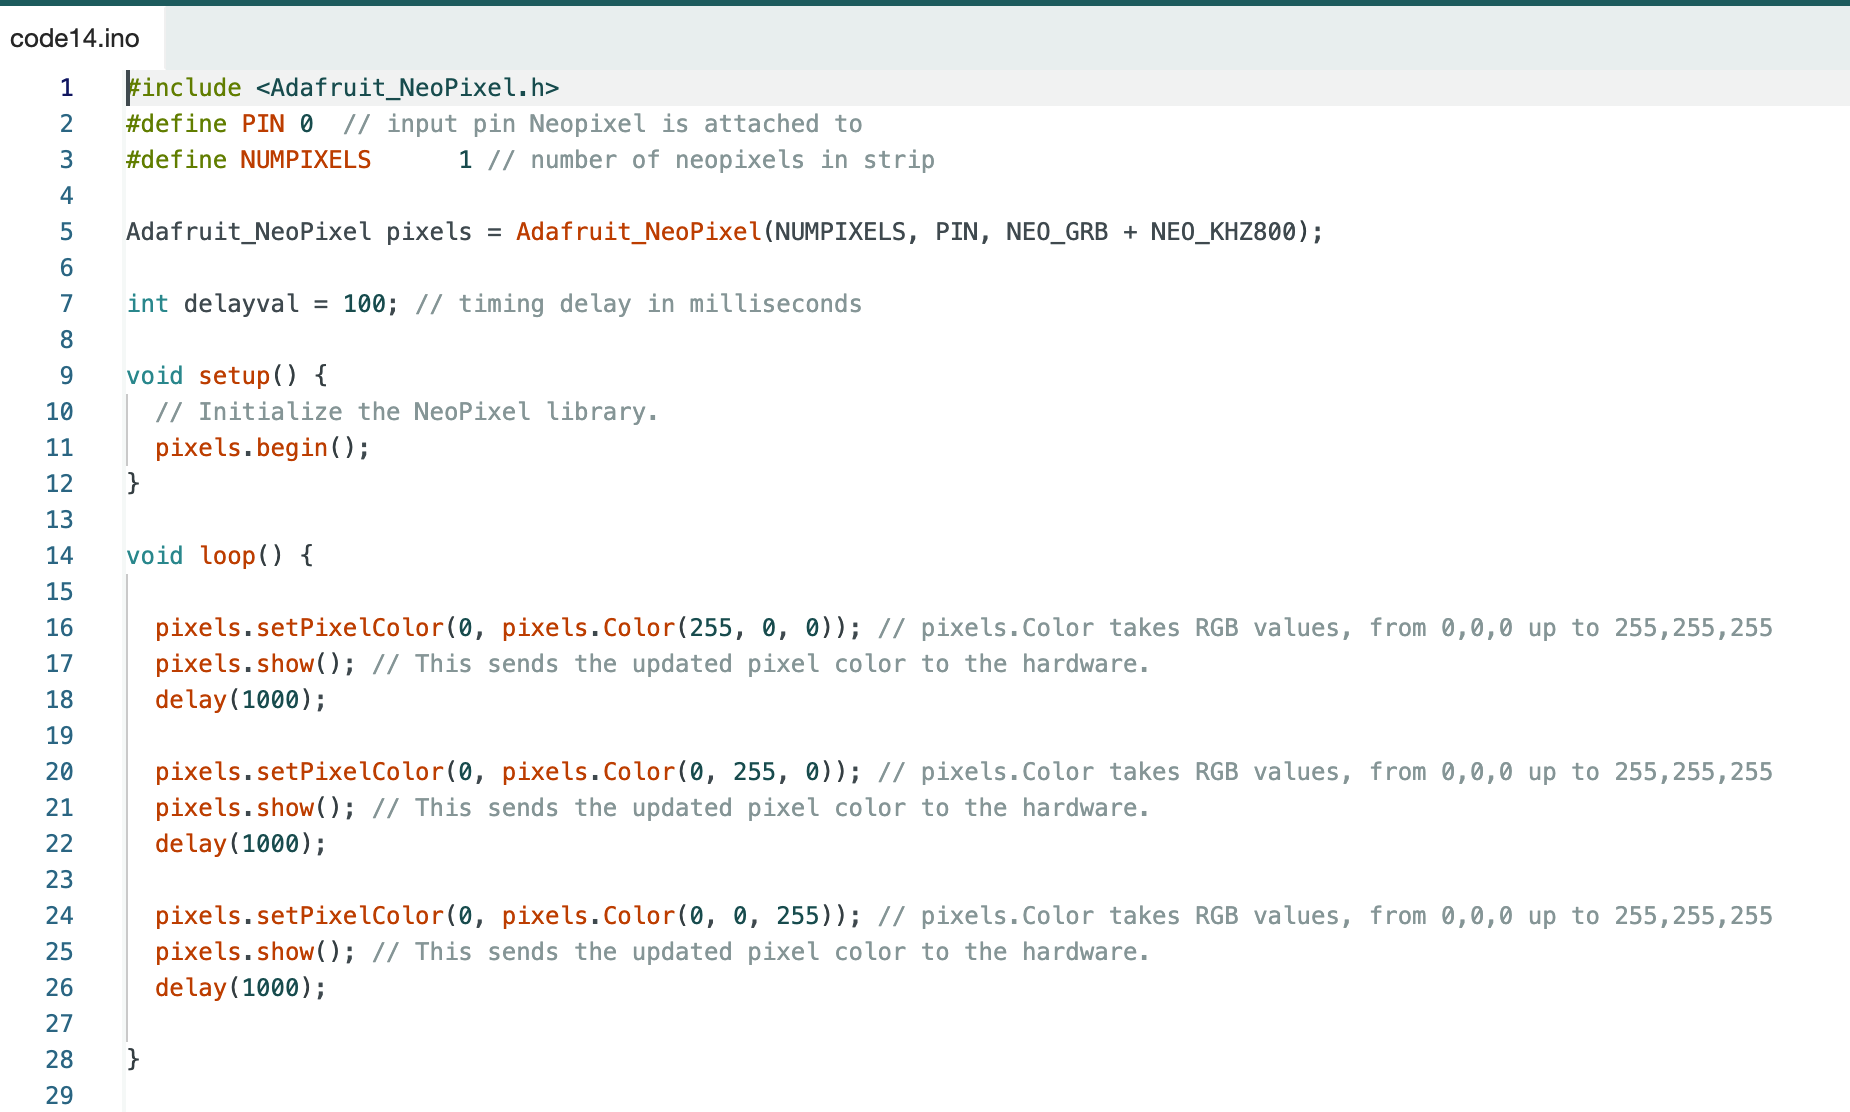 code14.ino
1 #include <Adafruit_NeoPixel.h>
2 #define PIN 0  // input pin Neopixel is attached to
3 #define NUMPIXELS      1 // number of neopixels in strip
4
5 Adafruit_NeoPixel pixels = Adafruit_NeoPixel(NUMPIXELS, PIN, NEO_GRB + NEO_KHZ800);
6
7 int delayval = 100; // timing delay in milliseconds
8
9 void setup() {
10   // Initialize the NeoPixel library.
11   pixels.begin();
12 }
13
14 void loop() {
15
16   pixels.setPixelColor(0, pixels.Color(255, 0, 0)); // pixels.Color takes RGB values, from 0,0,0 up to 255,255,255
17   pixels.show(); // This sends the updated pixel color to the hardware.
18   delay(1000);
19
20   pixels.setPixelColor(0, pixels.Color(0, 255, 0)); // pixels.Color takes RGB values, from 0,0,0 up to 255,255,255
21   pixels.show(); // This sends the updated pixel color to the hardware.
22   delay(1000);
23
24   pixels.setPixelColor(0, pixels.Color(0, 0, 255)); // pixels.Color takes RGB values, from 0,0,0 up to 255,255,255
25   pixels.show(); // This sends the updated pixel color to the hardware.
26   delay(1000);
27
28 }
29